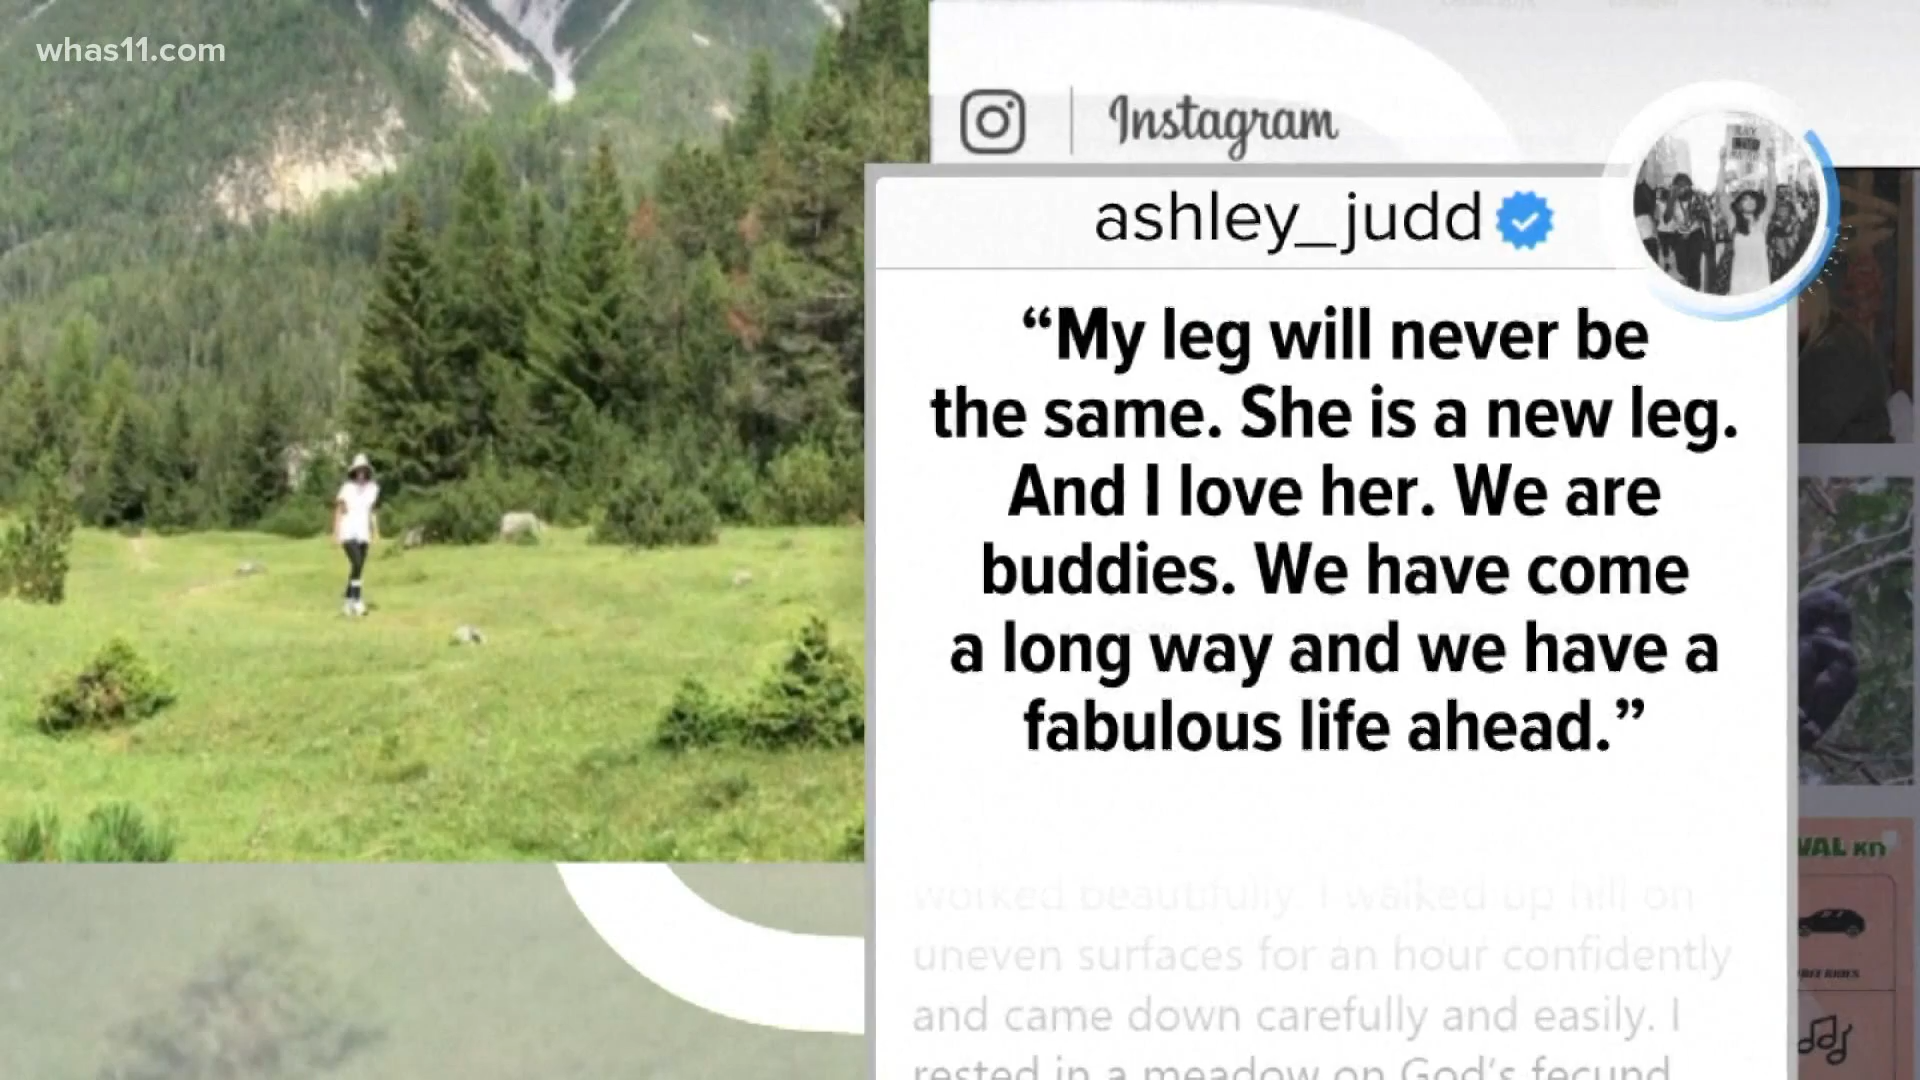 whas11.com
Instagram
ashley_judd
“My leg will never be
the same. She is a new leg.
And I love her. We are
buddies. We have come
a long way and we have a
fabulous life ahead.”
worked beautifully. I walked up hill on
uneven surfaces for an hour confidently
and came down carefully and easily. I
rested in a meadow on God's fecund